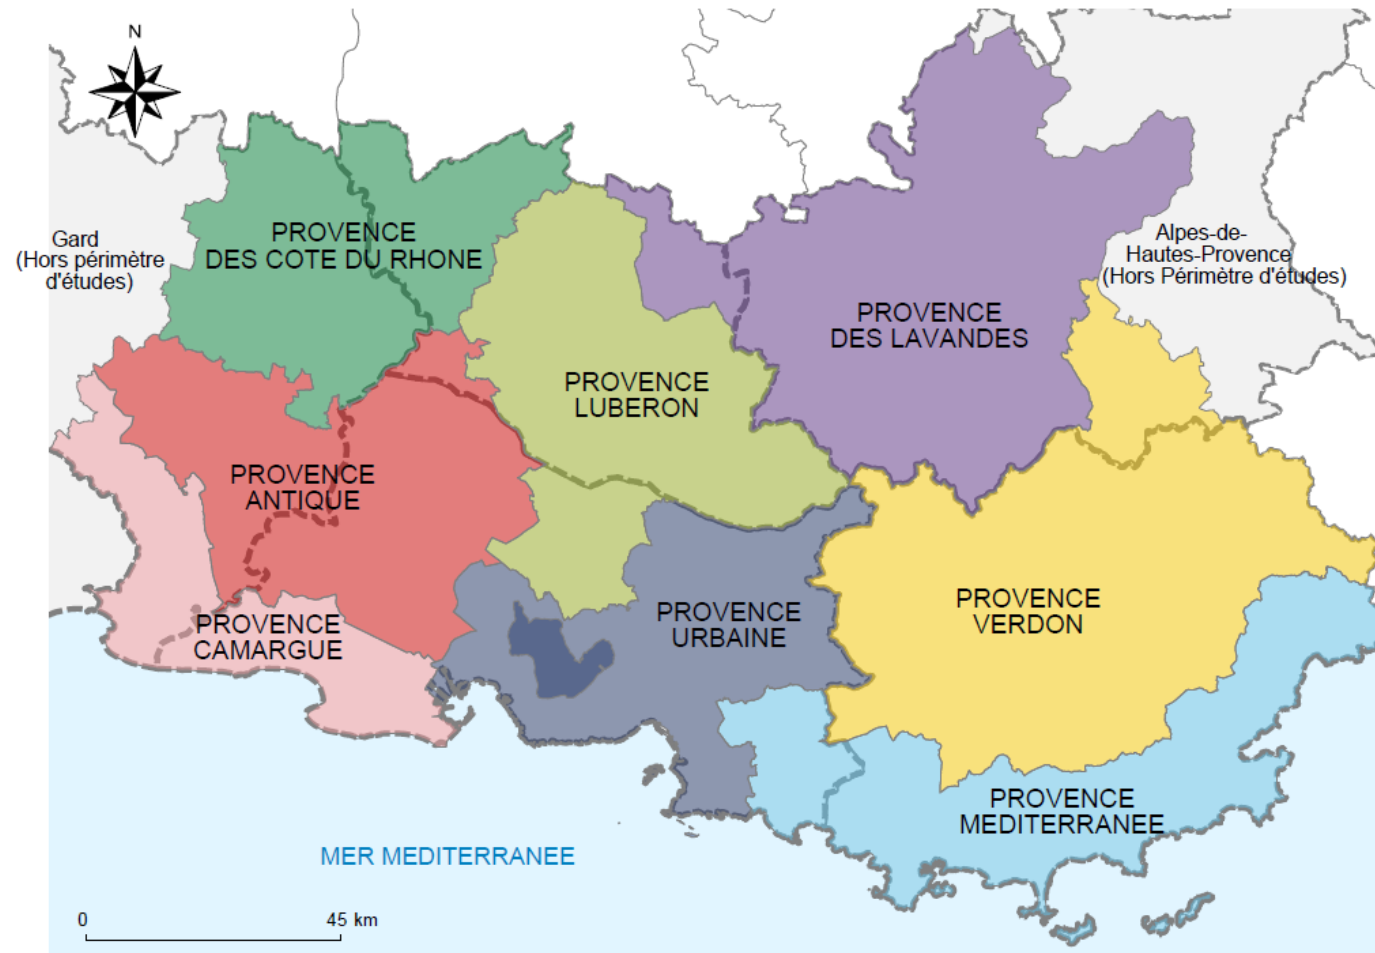 N
PROVENCE
DES COTE DU RHONE
Gard
(Hors périmètre
d'études)
Alpes-de-
Hautes-Provence
(Hors Périmètre d'études)
PROVENCE
DES LAVANDES
PROVENCE
LUBERON
PROVENCE
ANTIQUE
PROVENCE
CAMARGUE
PROVENCE
URBAINE
PROVENCE
VERDON
PROVENCE
MEDITERRANEE
MER MEDITERRANEE
0 45 km